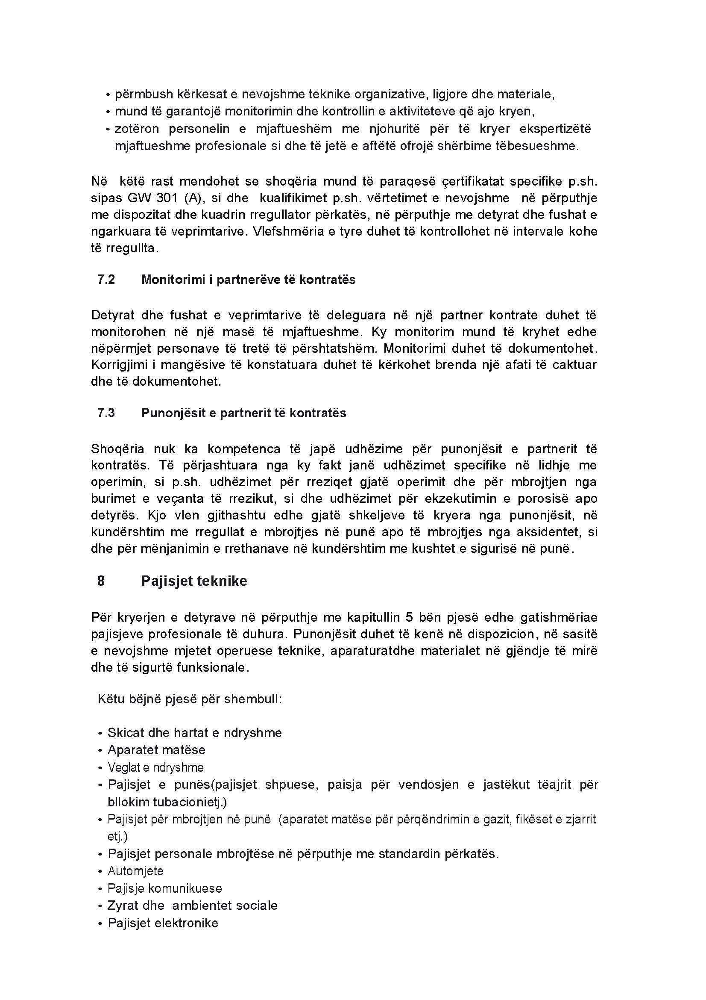 • përmbush kërkesat e nevojshme teknike organizative, ligjore dhe materiale,
• mund të garantojë monitorimin dhe kontrollin e aktiviteteve që ajo kryen,
• zotëron personelin e mjaftueshëm me njohuritë për të kryer ekspertizëtë
mjaftueshme profesionale si dhe të jetë e aftëtë ofrojë shërbime tëbesueshme.
Në këtë rast mendohet se shoqëria mund të paraqesë çertifikatat specifike p.sh.
sipas GW 301 (A), si dhe kualifikimet p.sh. vërtetimet e nevojshme në përputhje
me dispozitat dhe kuadrin rregullator përkatës, në përputhje me detyrat dhe fushat e
ngarkuara të veprimtarive. Vlefshmëria e tyre duhet të kontrollohet në intervale kohe
të rregullta.
7.2 Monitorimi i partnerëve të kontratës
Detyrat dhe fushat e veprimtarive të deleguara në një partner kontrate duhet të
monitorohen në një masë të mjaftueshme. Ky monitorim mund të kryhet edhe
nëpërmjet personave të tretë të përshtatshëm. Monitorimi duhet të dokumentohet.
Korrigjimi i mangësive të konstatuara duhet të kërkohet brenda një afati të caktuar
dhe të dokumentohet.
7.3 Punonjësit e partnerit të kontratës
Shoqëria nuk ka kompetenca të japë udhëzime për punonjësit e partnerit të
kontratës. Të përjashtuara nga ky fakt janë udhëzimet specifike në lidhje me
operimin, si p.sh. udhëzimet për rreziqet gjatë operimit dhe për mbrojtjen nga
burimet e veçanta të rrezikut, si dhe udhëzimet për ekzekutimin e porosisë apo
detyrës. Kjo vlen gjithashtu edhe gjatë shkeljeve të kryera nga punonjësit, në
kundërshtim me rregullat e mbrojtjes në punë apo të mbrojtjes nga aksidentet, si
dhe për mënjanimin e rrethanave në kundërshtim me kushtet e sigurisë në punë.
8 Pajisjet teknike
Për kryerjen e detyrave në përputhje me kapitullin 5 bën pjesë edhe gatishmëriae
pajisjeve profesionale të duhura. Punonjësit duhet të kenë në dispozicion, në sasitë
e nevojshme mjetet operuese teknike, aparaturatdhe materialet në gjëndje të mirë
dhe të sigurtë funksionale.
Këtu bëjnë pjesë për shembull:
• Skicat dhe hartat e ndryshme
• Aparatet matëse
• Veglat e ndryshme
• Pajisjet e punës(pajisjet shpuese, paisja për vendosjen e jastëkut tëajrit për
bllokim tubacionietj.)
• Pajisjet për mbrojtjen në punë (aparatet matëse për përqëndrimin e gazit, fikëset e zjarrit
etj.)
• Pajisjet personale mbrojtëse në përputhje me standardin përkatës.
• Automjete
• Pajisje komunikuese
• Zyrat dhe ambientet sociale
• Pajisjet elektronike